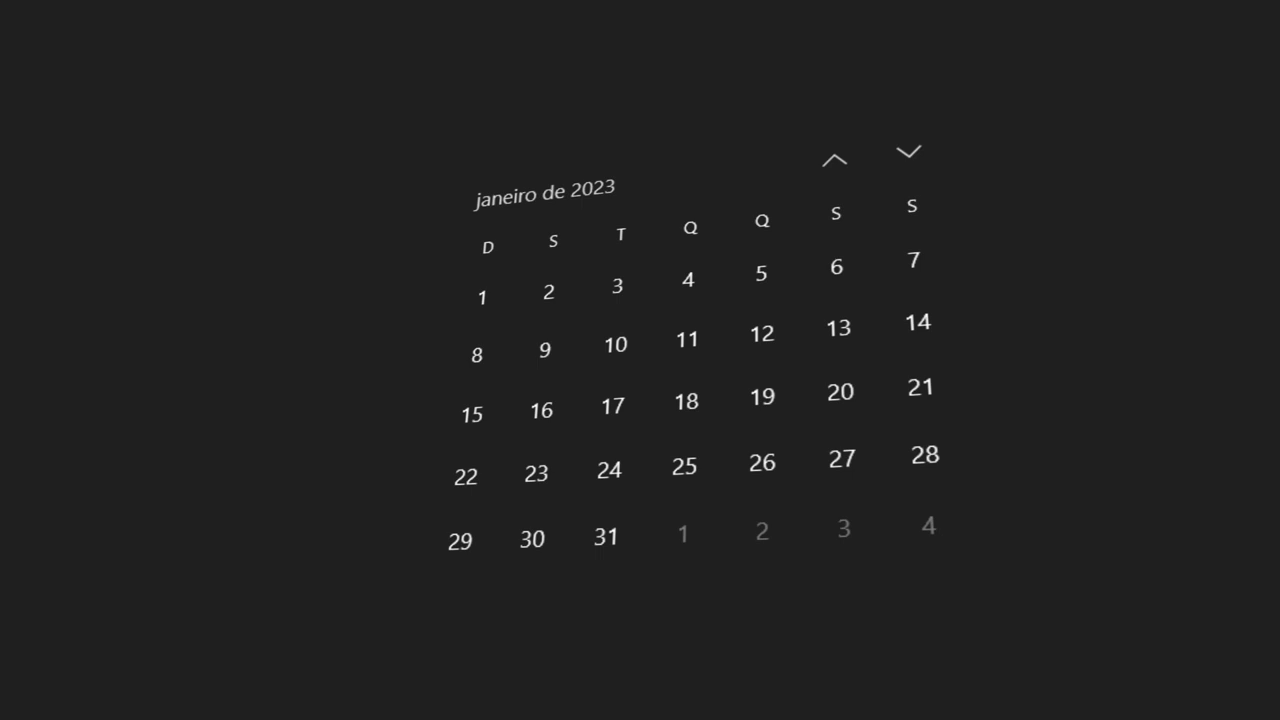 janeiro de 2023
D S T Q Q S S
1 2 3 4 5 6 7
8 9 10 11 12 13 14
15 16 17 18 19 20 21
22 23 24 25 26 27 28
29 30 31 1 2 3 4